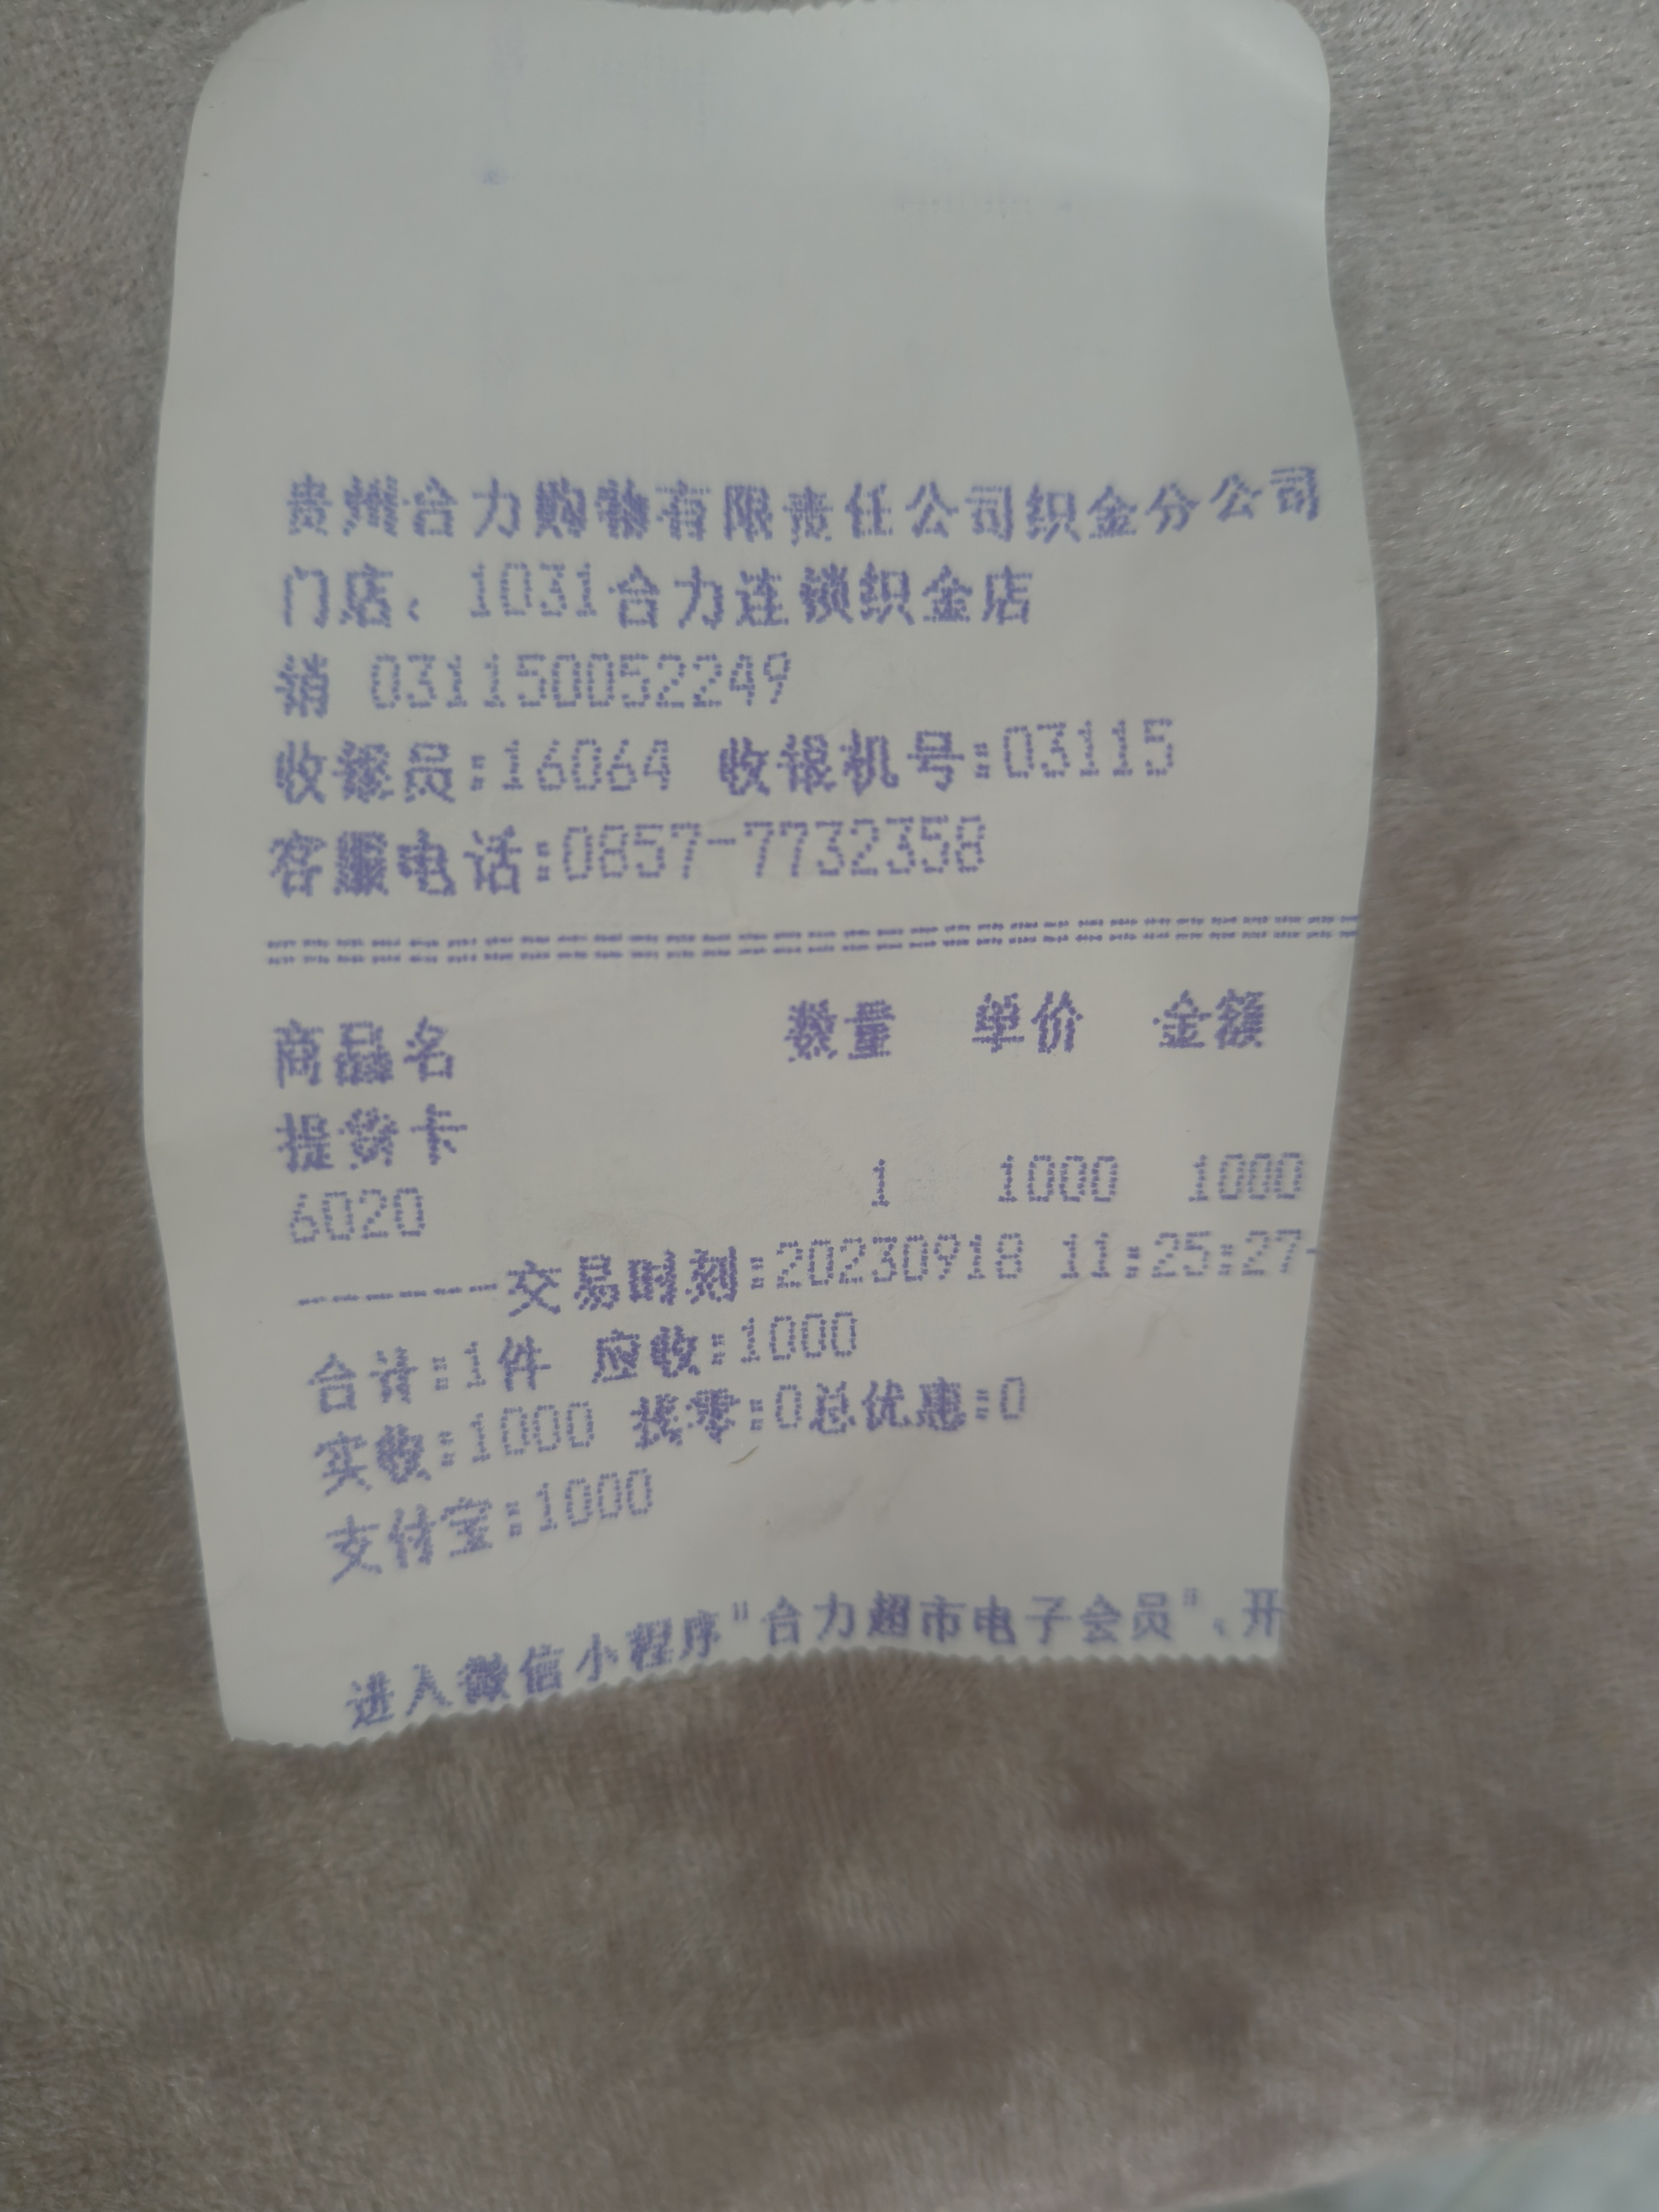 贵州合力购物有限责任公司织金分公司
门店：1031合力连锁织金店
销 031150052249
收银员:16064 收银机号:03115
客服电话:0857-7732358
==================================
商品名 数量 单价 金额
提货卡
6020 1 1000 1000
------交易时刻:20230918 11:25:27-
合计:1件 应收:1000
实收:1000 找零:0总优惠:0
支付宝:1000
进入微信小程序"合力超市电子会员"、开